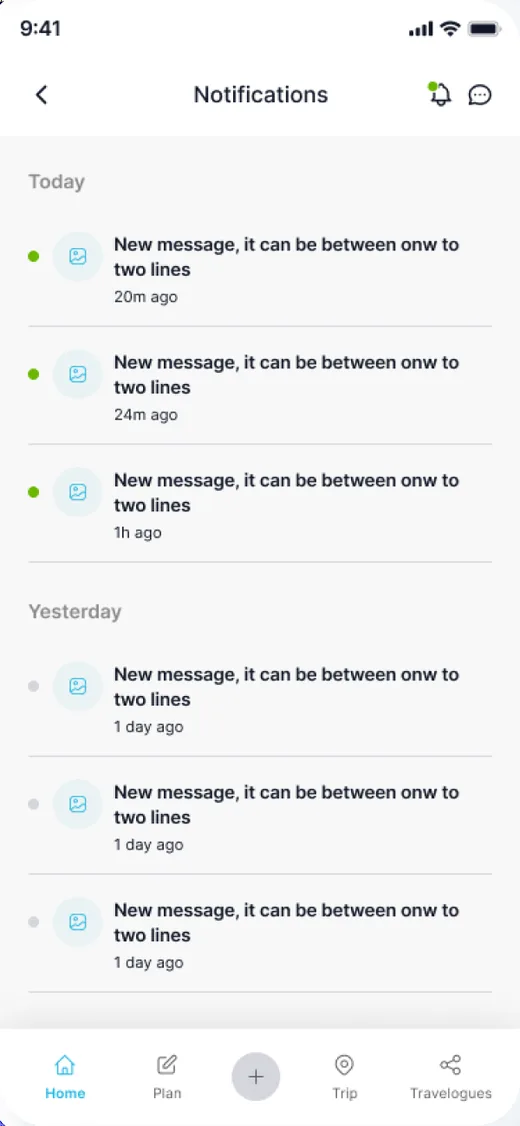 9:41
Notifications
Today
New message, it can be between onw to
two lines
20m ago
New message, it can be between onw to
two lines
24m ago
New message, it can be between onw to
two lines
1h ago
Yesterday
New message, it can be between onw to
two lines
1 day ago
New message, it can be between onw to
two lines
1 day ago
New message, it can be between onw to
two lines
1 day ago
Home
Plan
Trip
Travelogues